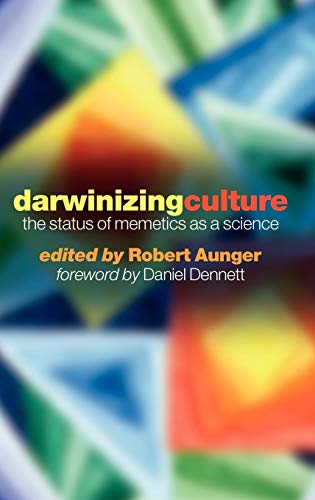 darwinizingculture
the status of memetics as a science
edited by Robert Aunger
foreword by Daniel Dennett